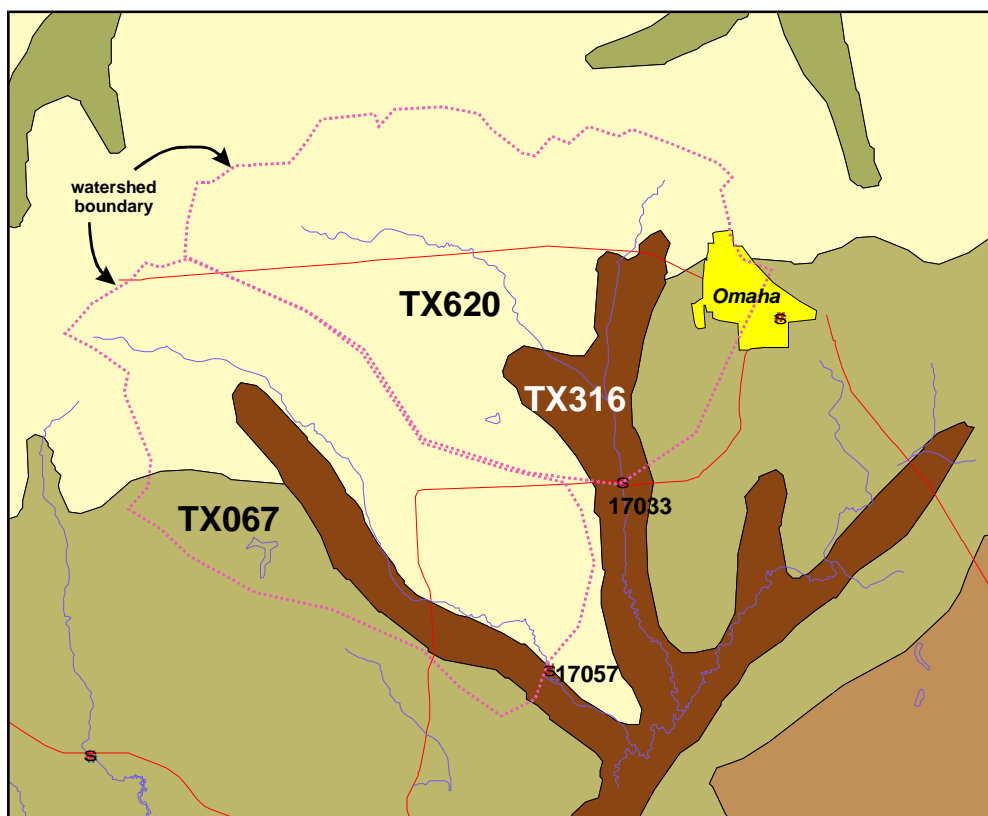 watershed
boundary
TX620
Omaha
S
TX316
TX067
S
17033
S
17057
S